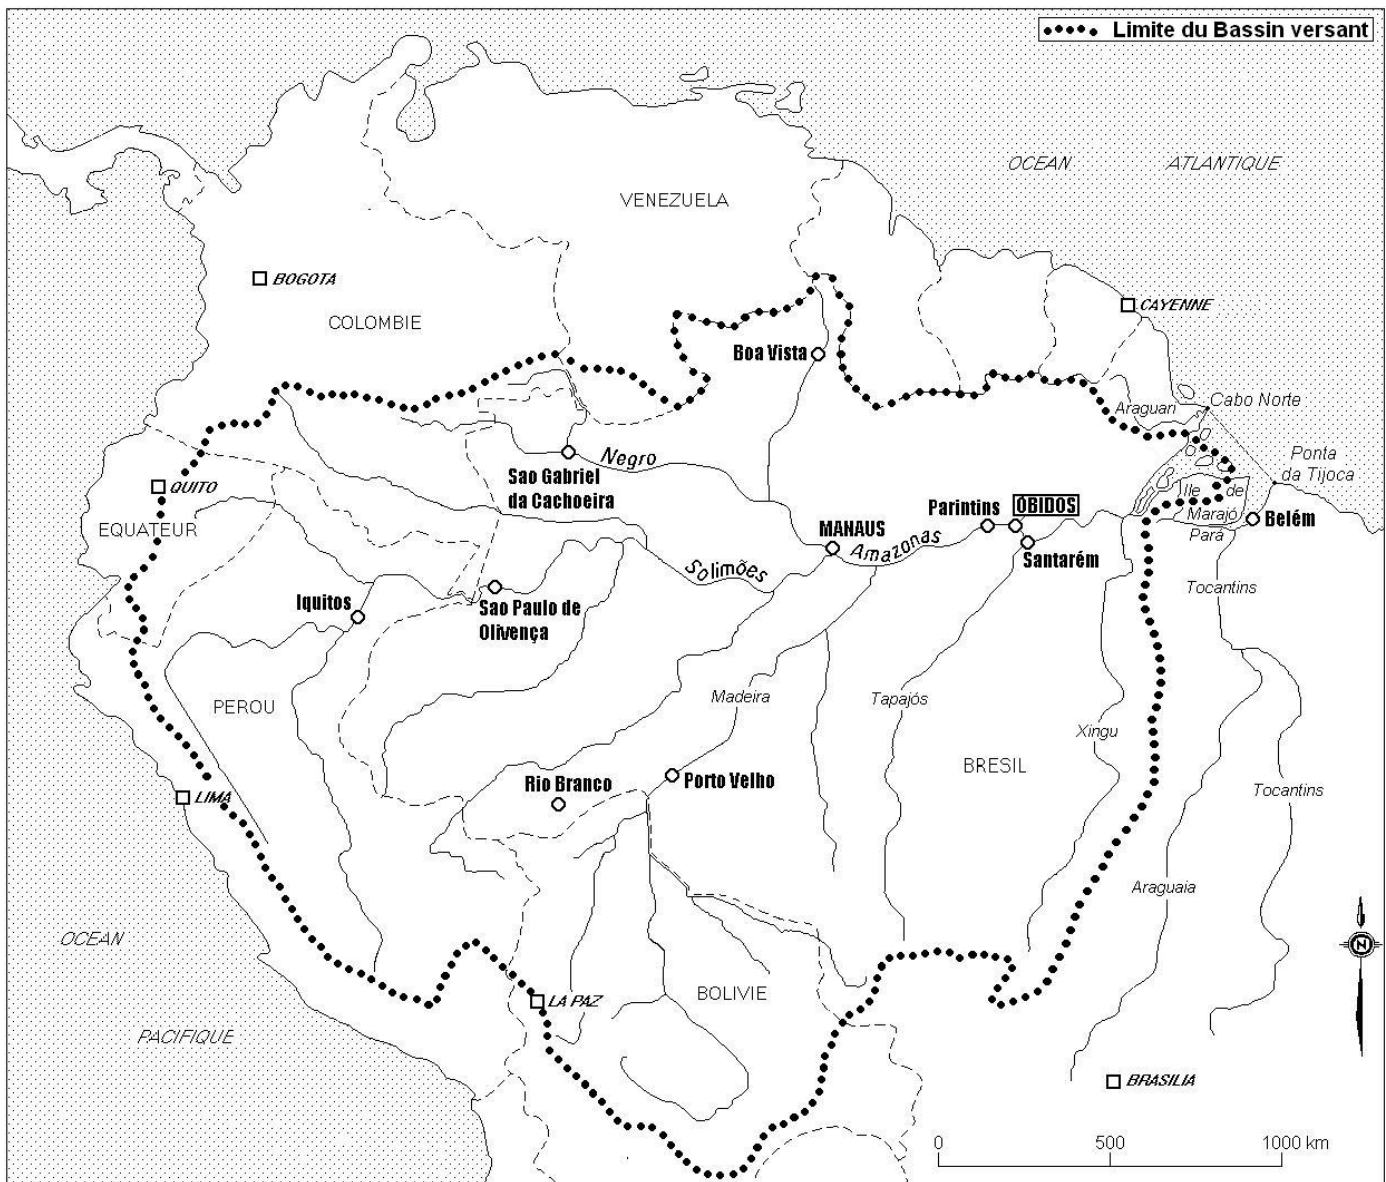 Limite du Bassin versant
OCEAN ATLANTIQUE
VENEZUELA
BOGOTA
CAYENNE
COLOMBIE
Boa Vista
Araguari
Cabo Norte
Negro
Ponta
da Tijoca
Sao Gabriel
da Cachoeira
QUITO
Ile de
Marajó
Parintins
OBIDOS
Belém
EQUATEUR
MANAUS
Amazonas
Pará
Santarém
Solimões
Tocantins
Iquitos
Sao Paulo de
Olivença
PEROU
Madeira
Tapajós
Xingu
BRESIL
Rio Branco
Porto Velho
LIMA
Tocantins
Araguaia
OCEAN
N
LA PAZ
BOLIVIE
PACIFIQUE
BRASILIA
0 500 1000 km